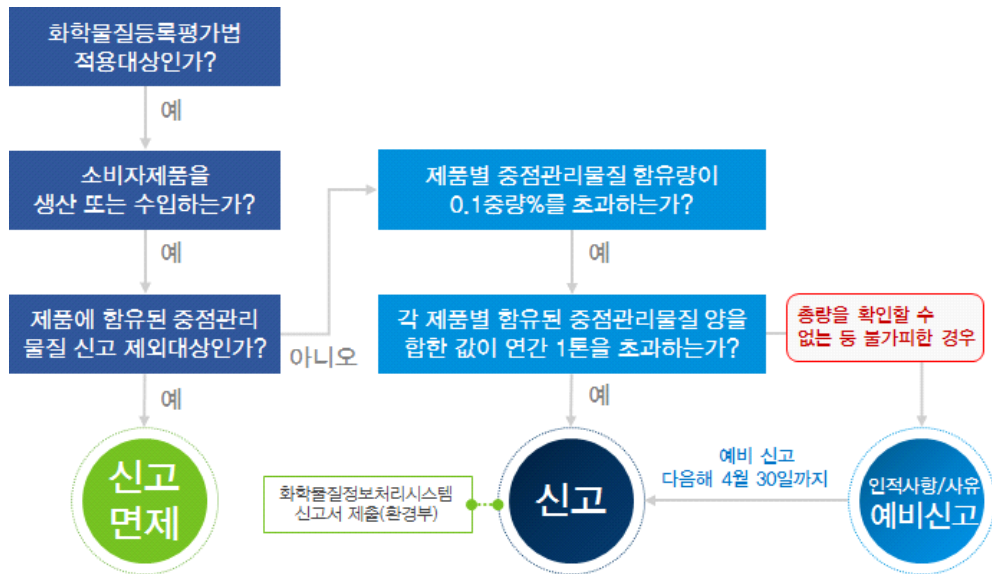 화학물질등록평가법
적용대상인가?
예
소비자제품을
생산 또는 수입하는가?
예
제품에 함유된 중점관리
물질 신고 제외대상인가?
아니오
예
신고
면제
제품별 중점관리물질 함유량이
0.1중량%를 초과하는가?
예
각 제품별 함유된 중점관리물질 양을
합한 값이 연간 1톤을 초과하는가?
예
총량을 확인할 수
없는 등 불가피한 경우
화학물질정보처리시스템
신고서 제출(환경부)
신고
예비 신고
다음해 4월 30일까지
인적사항/사유
예비신고